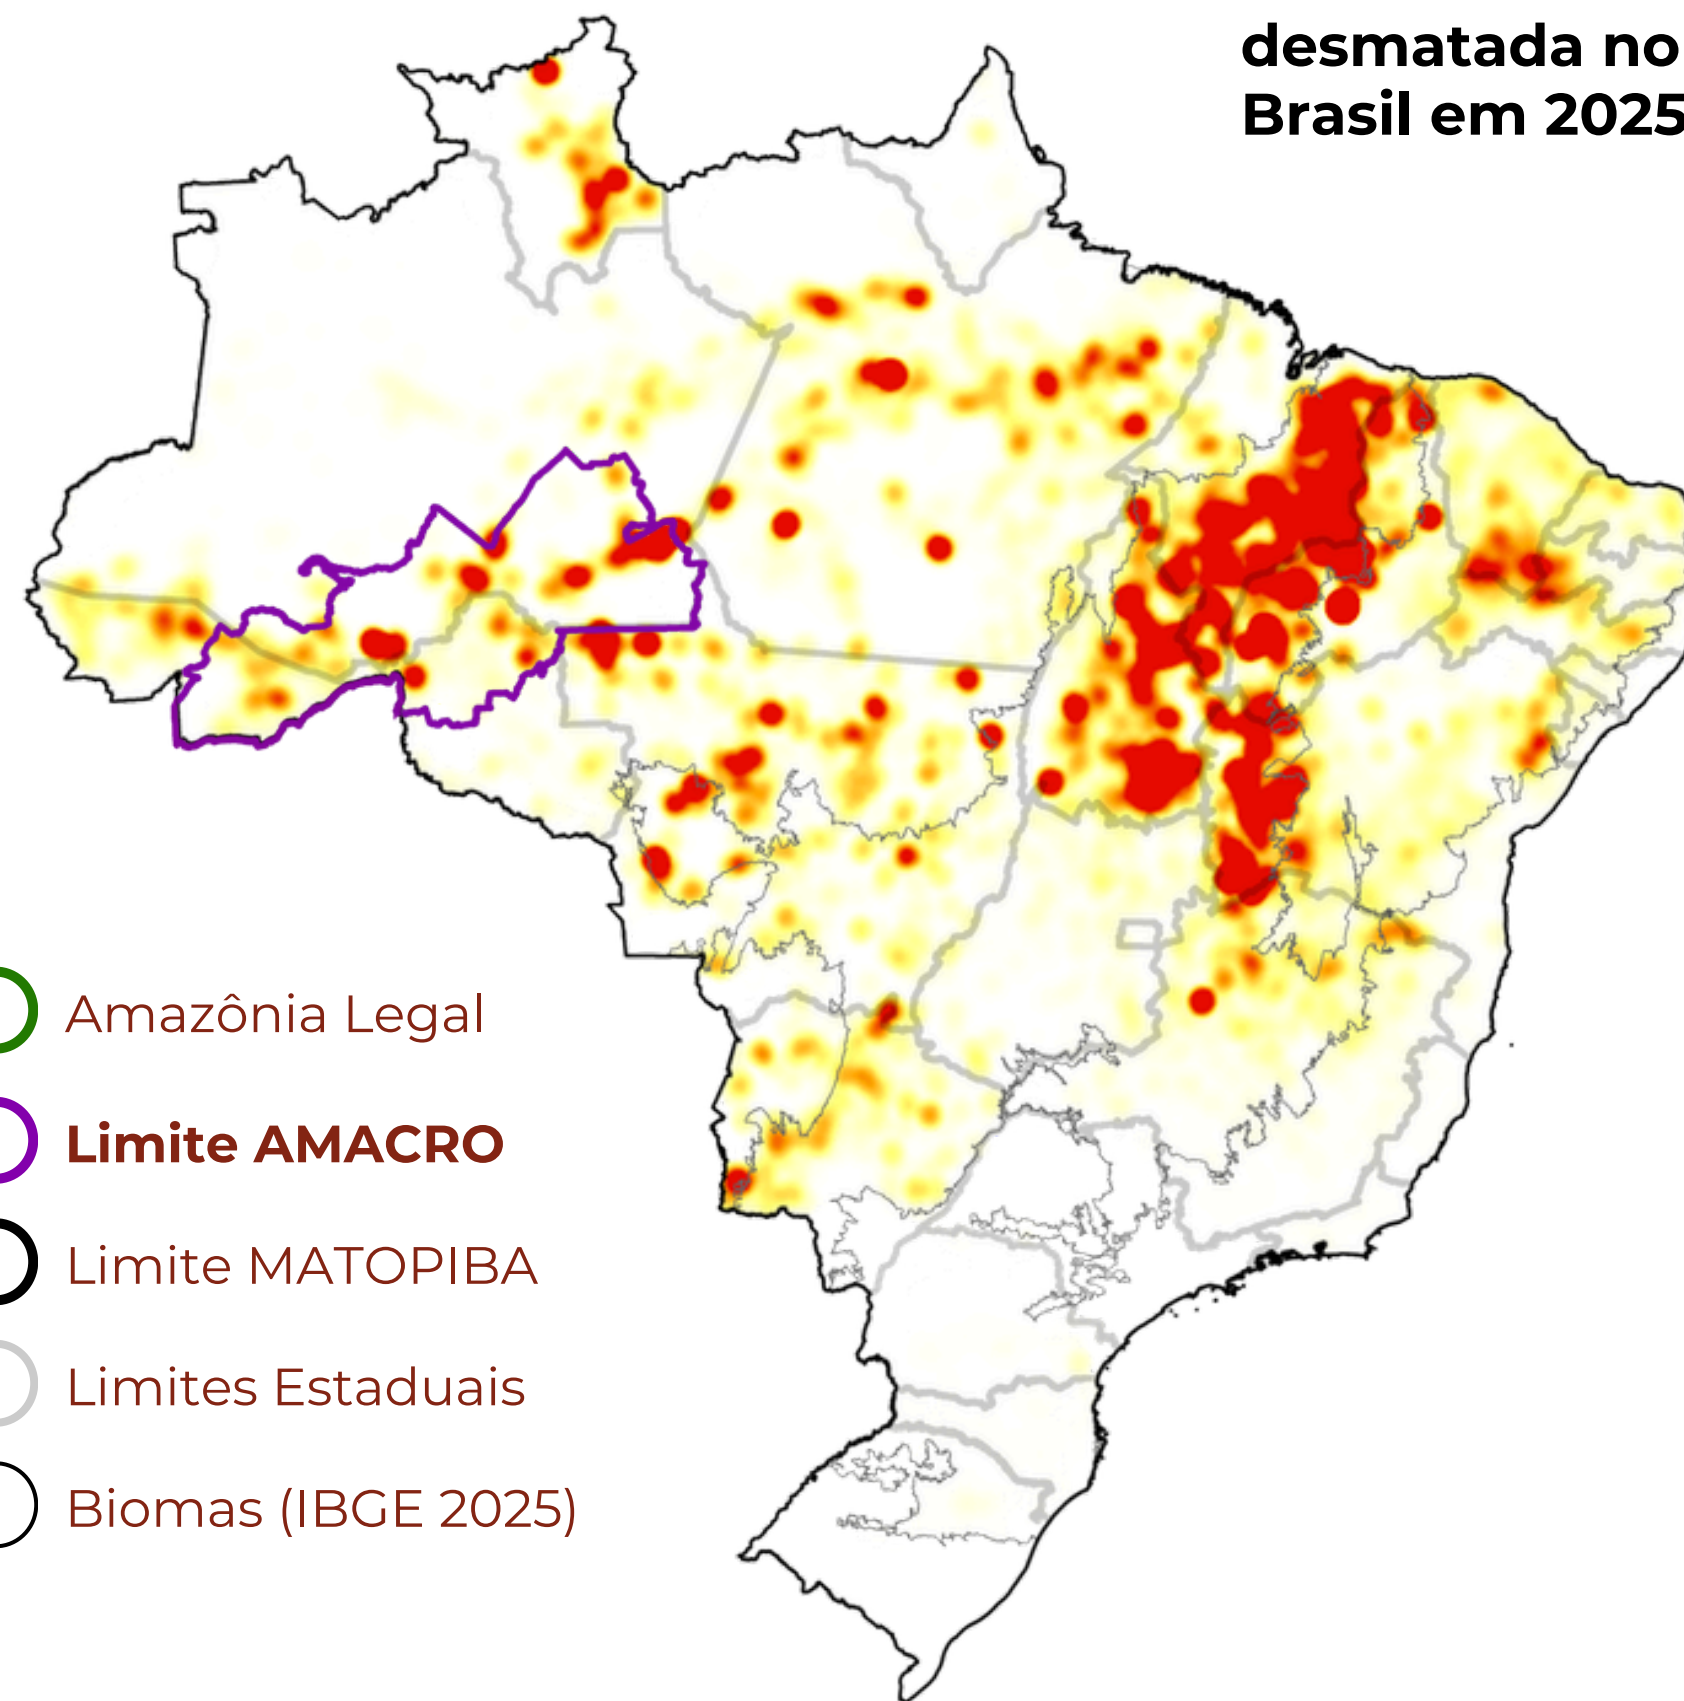 desmatada no
Brasil em 2025
Amazônia Legal
Limite AMACRO
Limite MATOPIBA
Limites Estaduais
Biomas (IBGE 2025)